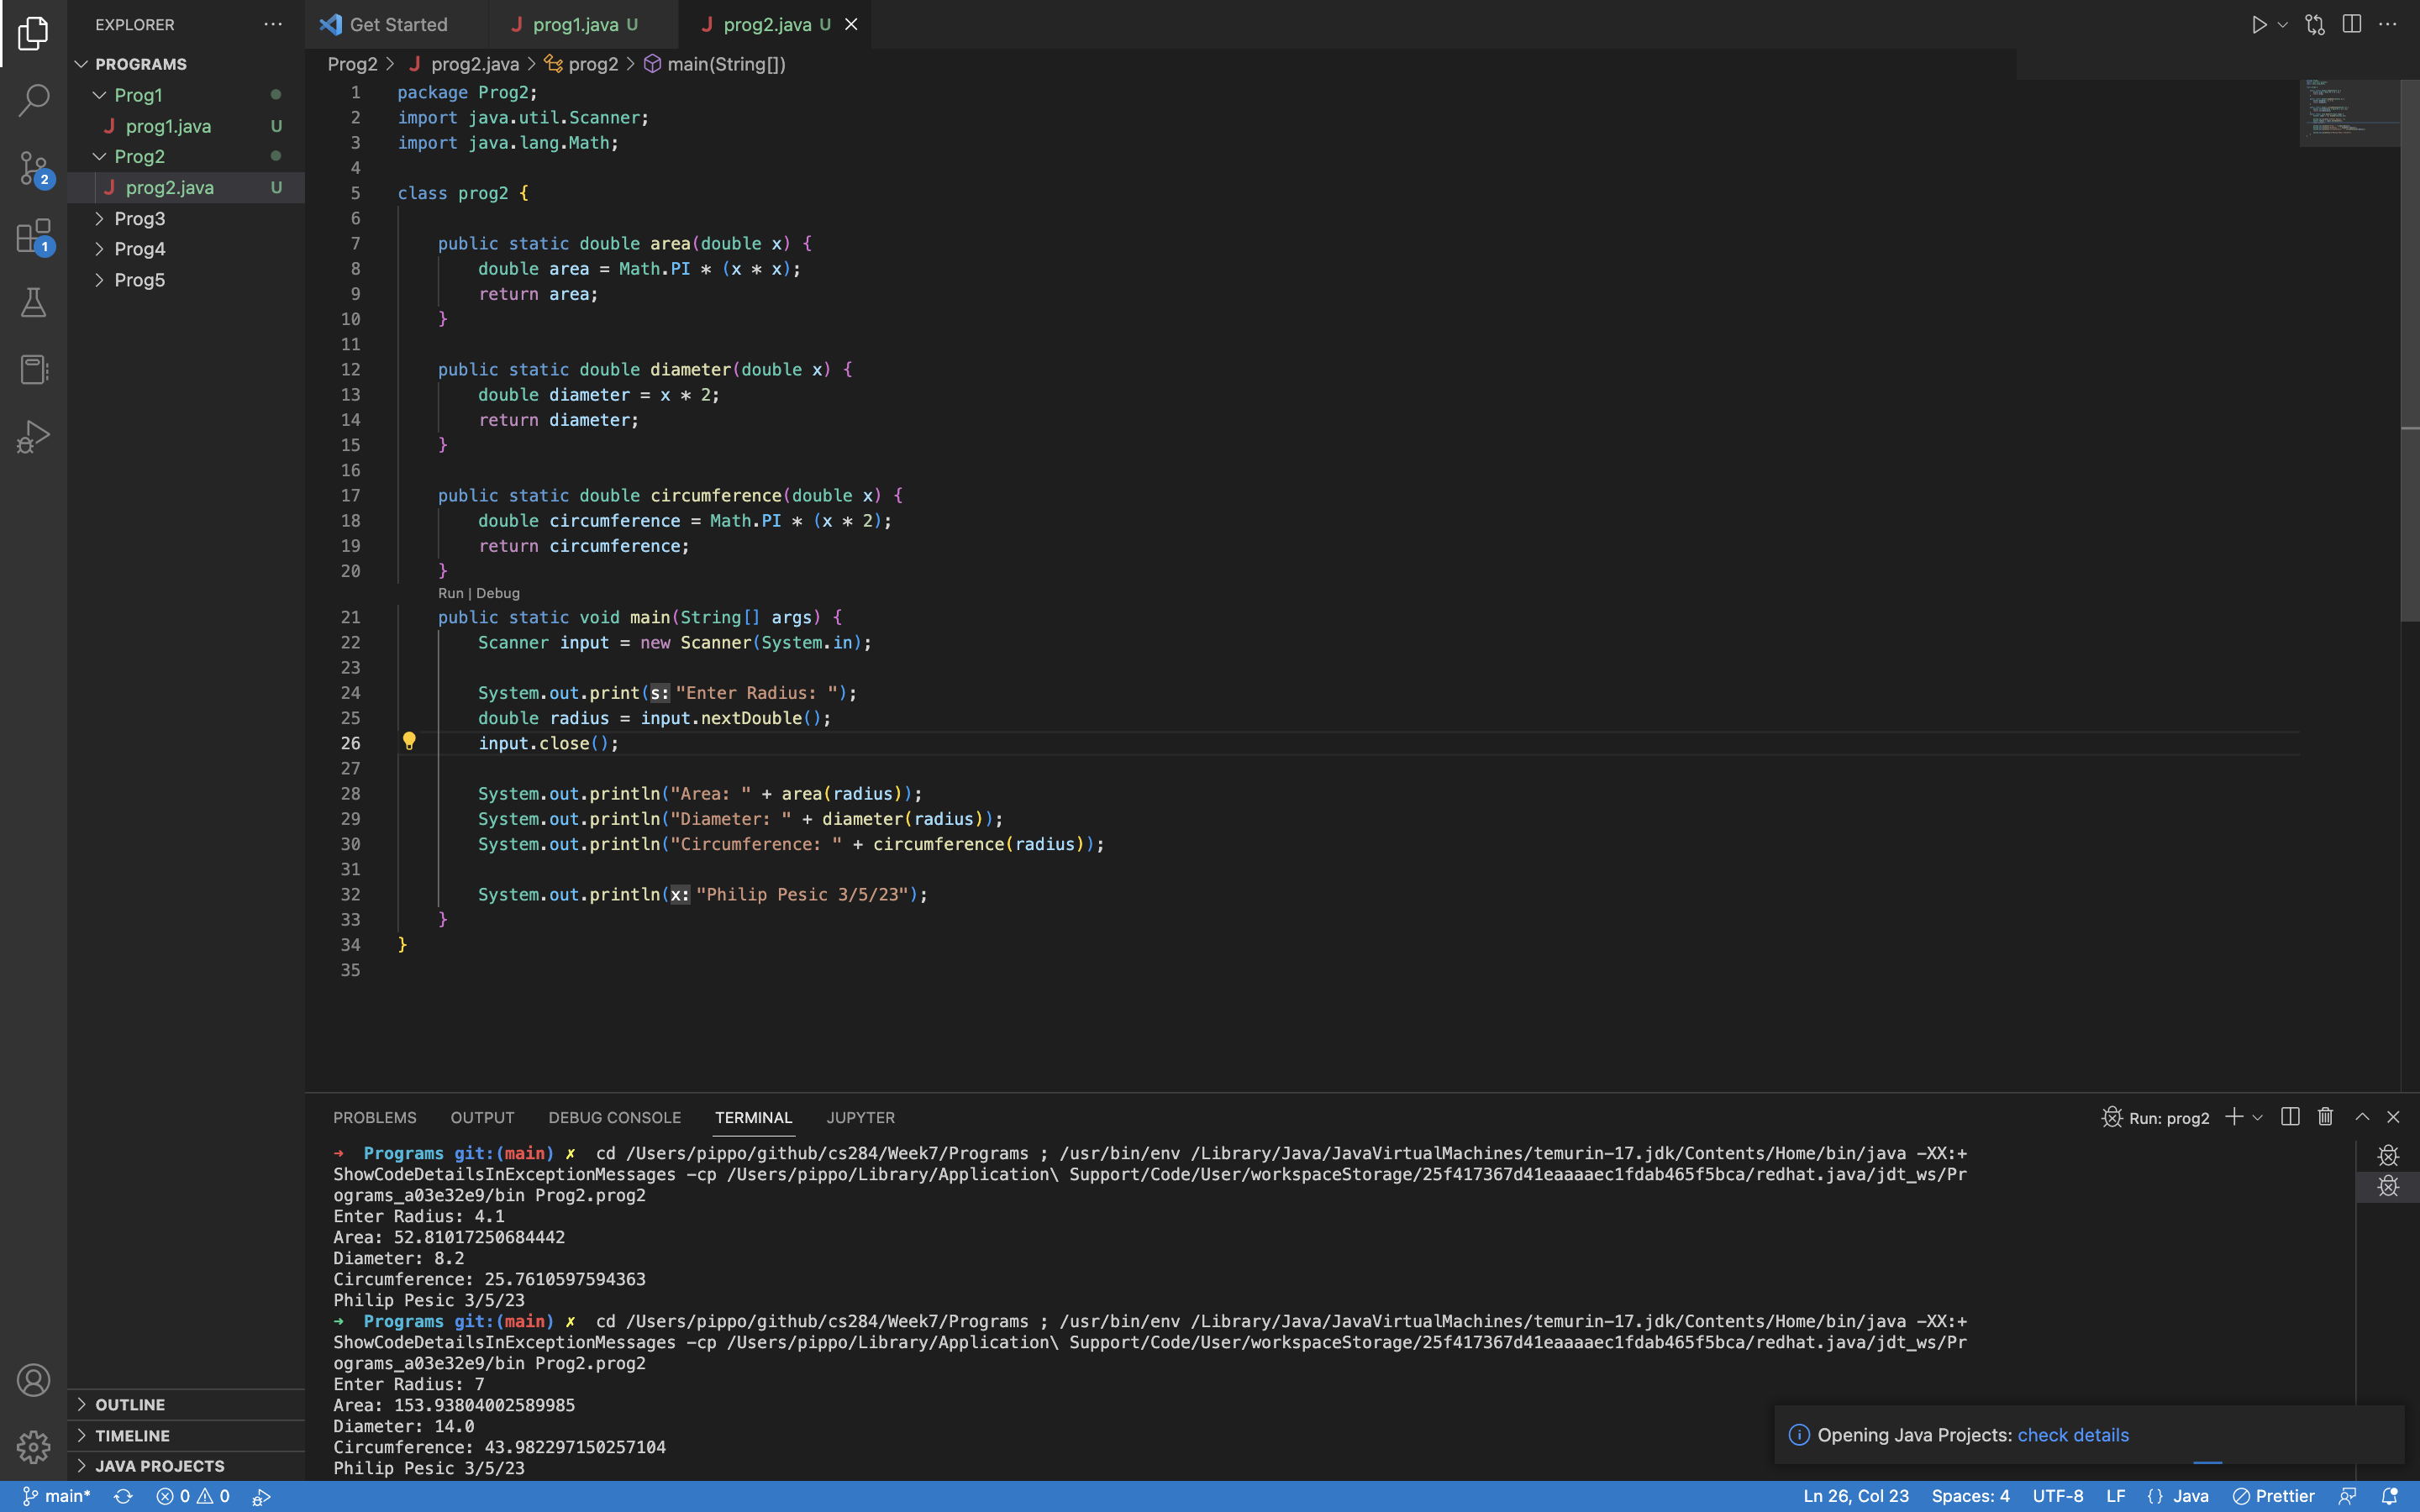 EXPLORER
PROGRAMS
Prog1
J prog1.java U
Prog2
J prog2.java U
Prog3
Prog4
Prog5
OUTLINE
TIMELINE
JAVA PROJECTS
2
1
Get Started
J prog1.java U
J prog2.java U
Prog2 > J prog2.java > prog2 > main(String[])
1 package Prog2;
2 import java.util.Scanner;
3 import java.lang.Math;
4
5 class prog2 {
6
7 public static double area(double x) {
8 double area = Math.PI * (x * x);
9 return area;
10 }
11
12 public static double diameter(double x) {
13 double diameter = x * 2;
14 return diameter;
15 }
16
17 public static double circumference(double x) {
18 double circumference = Math.PI * (x * 2);
19 return circumference;
20 }
Run | Debug
21 public static void main(String[] args) {
22 Scanner input = new Scanner(System.in);
23
24 System.out.print(s: "Enter Radius: ");
25 double radius = input.nextDouble();
26 input.close();
27
28 System.out.println("Area: " + area(radius));
29 System.out.println("Diameter: " + diameter(radius));
30 System.out.println("Circumference: " + circumference(radius));
31
32 System.out.println(x: "Philip Pesic 3/5/23");
33 }
34 }
35
PROBLEMS OUTPUT DEBUG CONSOLE TERMINAL JUPYTER
Run: prog2
→ Programs git:(main) ✗ cd /Users/pippo/github/cs284/Week7/Programs ; /usr/bin/env /Library/Java/JavaVirtualMachines/temurin-17.jdk/Contents/Home/bin/java -XX:+
ShowCodeDetailsInExceptionMessages -cp /Users/pippo/Library/Application\ Support/Code/User/workspaceStorage/25f417367d41eaaaaec1fdab465f5bca/redhat.java/jdt_ws/Pr
ograms_a03e32e9/bin Prog2.prog2
Enter Radius: 4.1
Area: 52.81017250684442
Diameter: 8.2
Circumference: 25.7610597594363
Philip Pesic 3/5/23
→ Programs git:(main) ✗ cd /Users/pippo/github/cs284/Week7/Programs ; /usr/bin/env /Library/Java/JavaVirtualMachines/temurin-17.jdk/Contents/Home/bin/java -XX:+
ShowCodeDetailsInExceptionMessages -cp /Users/pippo/Library/Application\ Support/Code/User/workspaceStorage/25f417367d41eaaaaec1fdab465f5bca/redhat.java/jdt_ws/Pr
ograms_a03e32e9/bin Prog2.prog2
Enter Radius: 7
Area: 153.93804002589985
Diameter: 14.0
Circumference: 43.982297150257104
Philip Pesic 3/5/23
Opening Java Projects: check details
main* 0 0
Ln 26, Col 23 Spaces: 4 UTF-8 LF {} Java Prettier